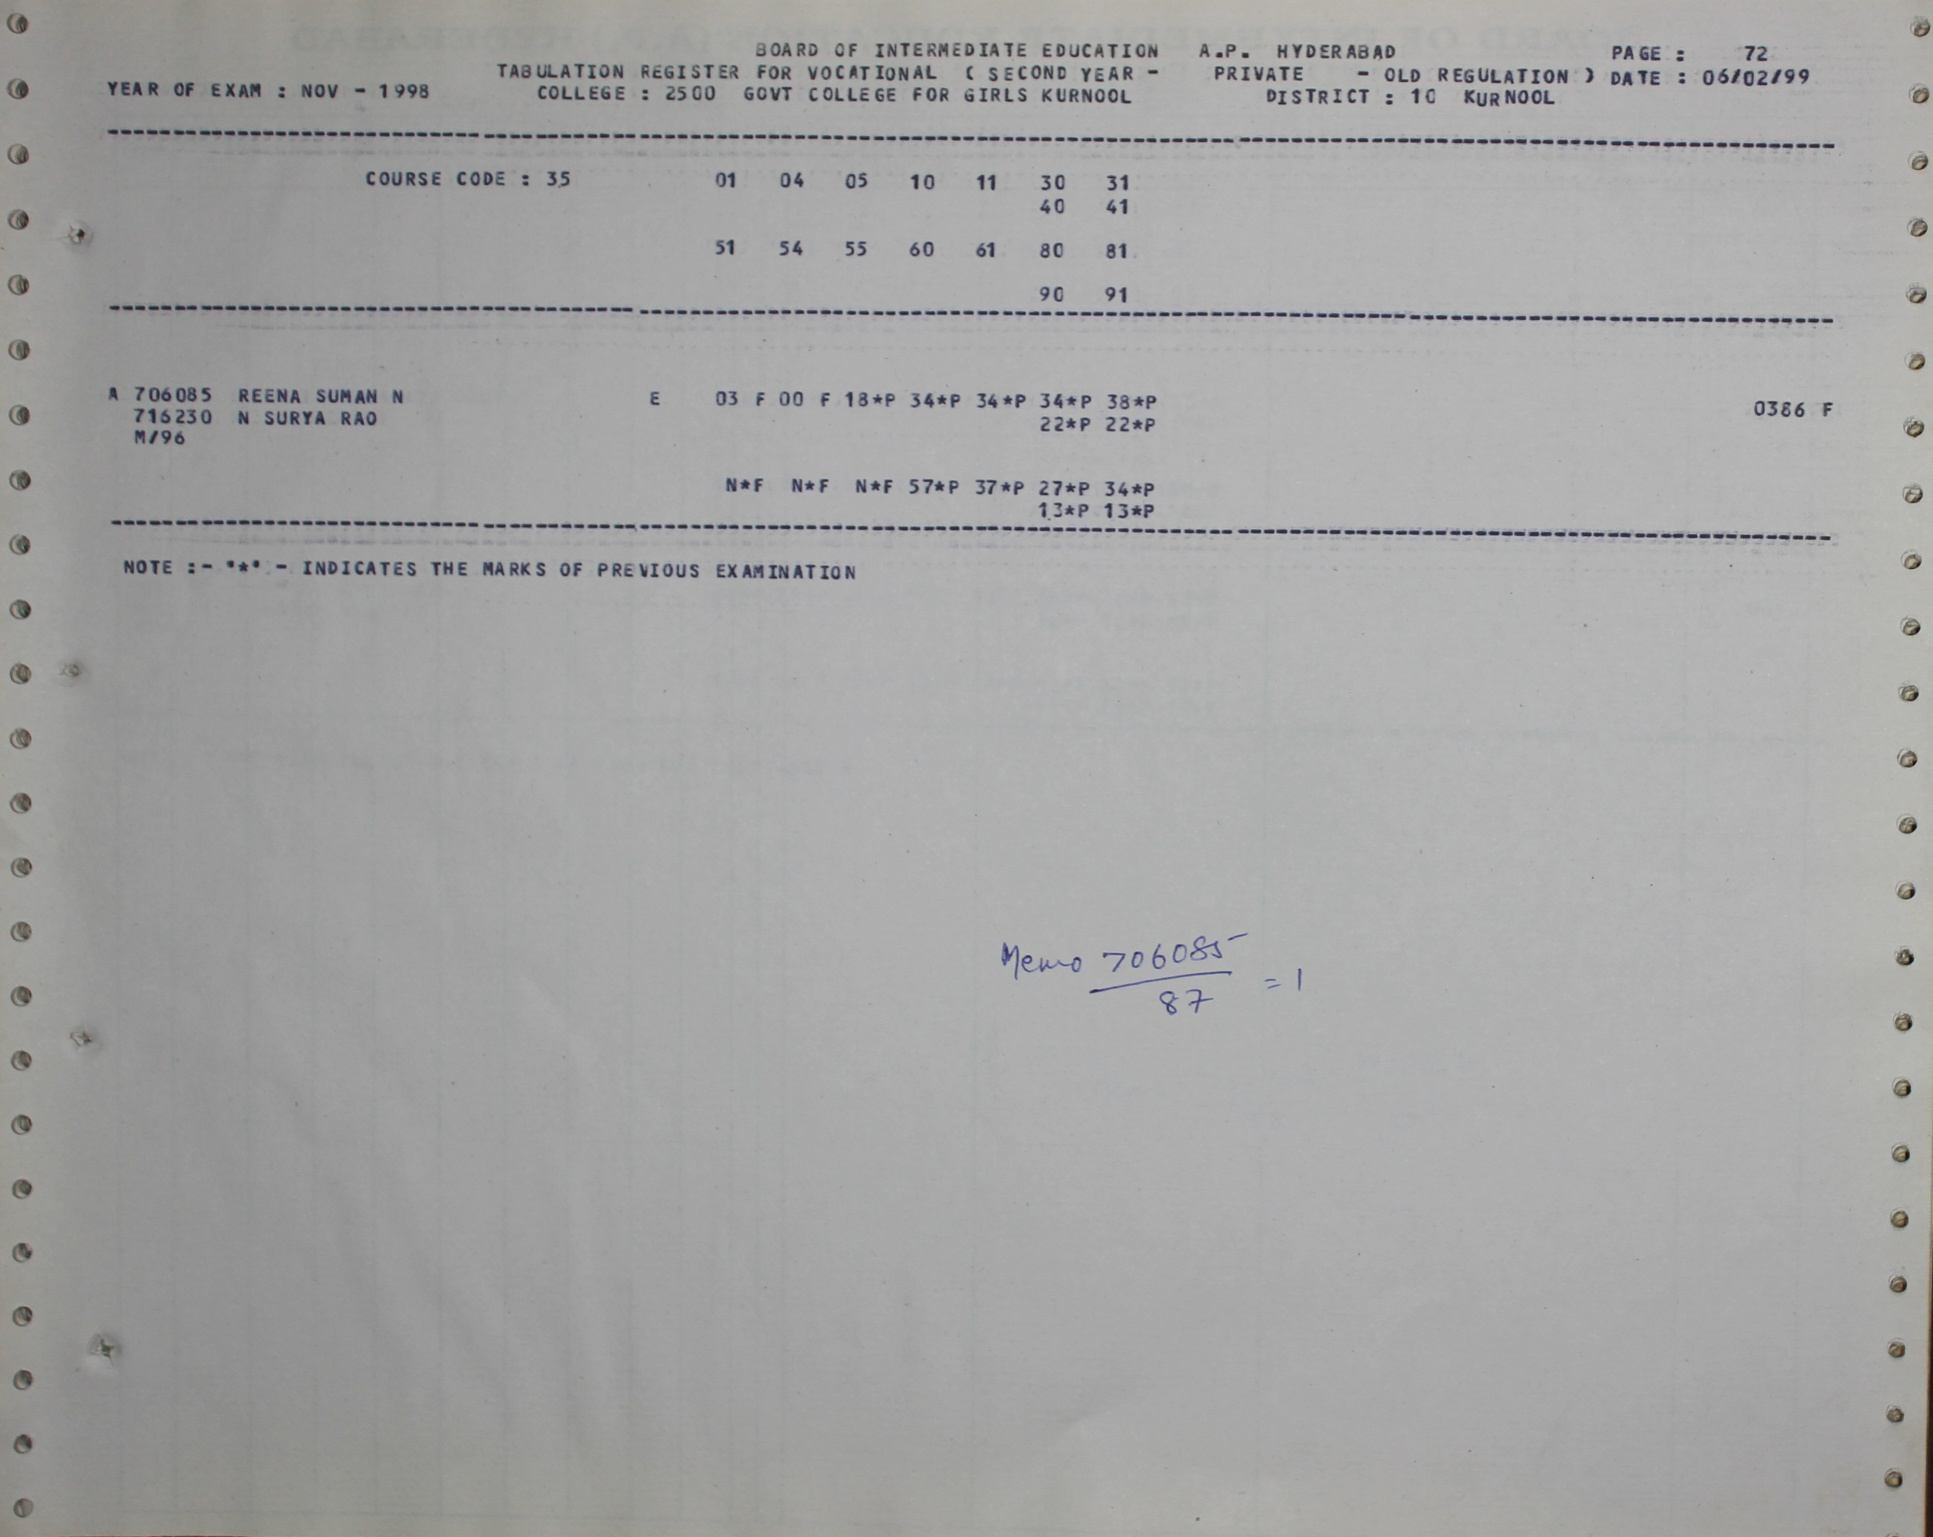 BOARD OF INTERMEDIATE EDUCATION A.P. HYDERABAD PAGE : 72
TABULATION REGISTER FOR VOCATIONAL ( SECOND YEAR - PRIVATE - OLD REGULATION ) DATE : 06/02/99
YEAR OF EXAM : NOV - 1998 COLLEGE : 2500 GOVT COLLEGE FOR GIRLS KURNOOL DISTRICT : 10 KURNOOL
COURSE CODE : 35 01 04 05 10 11 30 31
40 41
51 54 55 60 61 80 81
90 91
A 706085 REENA SUMAN N E 03 F 00 F 18*P 34*P 34*P 34*P 38*P 0386 F
716230 N SURYA RAO 22*P 22*P
M/96
N*F N*F N*F 57*P 37*P 27*P 34*P
13*P 13*P
NOTE :- "*" - INDICATES THE MARKS OF PREVIOUS EXAMINATION
Memo 706085
87 = 1